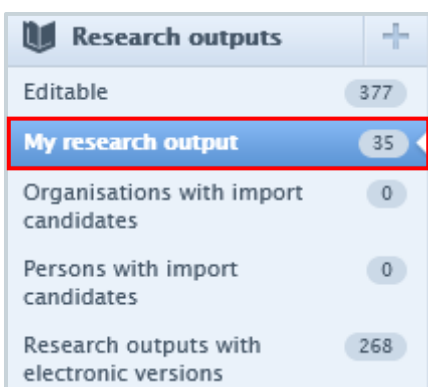 Research outputs
Editable 377
My research output 35
Organisations with import 0
candidates
Persons with import 0
candidates
Research outputs with 268
electronic versions